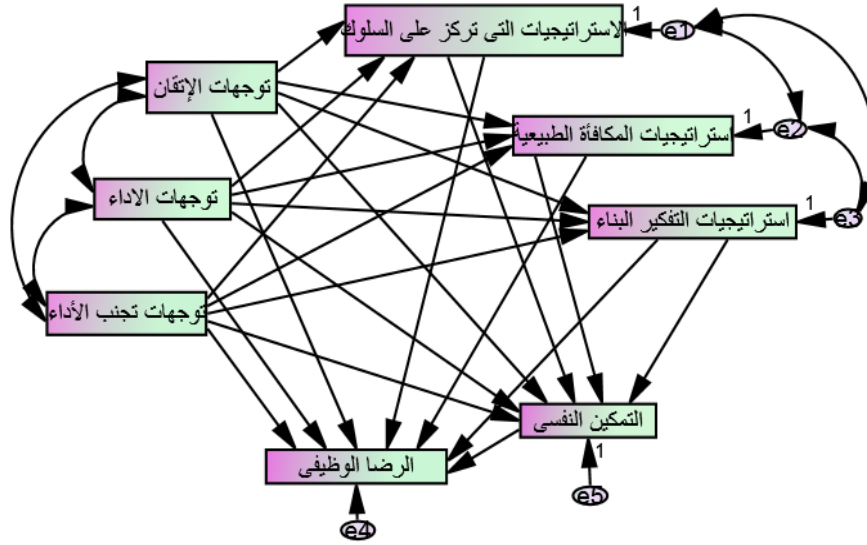 الاستراتيجيات التى تركز على السلوك
1
e1
توجهات الإتقان
استراتيجيات المكافأة الطبيعية
1
e2
توجهات الاداء
استراتيجيات التفكير البناء
1
e3
توجهات تجنب الأداء
التمكين النفسى
1
الرضا الوظيفى
e5
e4